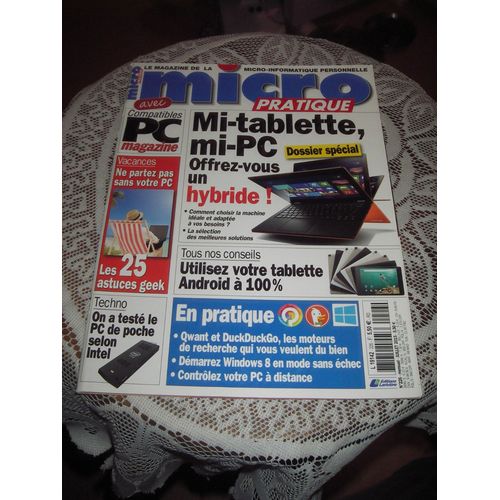 LE MAGAZINE DE LA MICRO-INFORMATIQUE PERSONNELLE
micro
PRATIQUE
avec
Compatibles
PC
magazine
Mi-tablette,
mi-PC
Dossier spécial
Offrez-vous
un
hybride !
• Comment choisir la machine
idéale et adaptée
à vos besoins ?
• La sélection
des meilleures solutions
Vacances
Ne partez pas
sans votre PC
Les 25
astuces geek
Tous nos conseils
Utilisez votre tablette
Android à 100%
Techno
On a testé le
PC de poche
selon
Intel
En pratique
• Qwant et DuckDuckGo, les moteurs
de recherche qui vous veulent du bien
• Démarrez Windows 8 en mode sans échec
• Contrôlez votre PC à distance